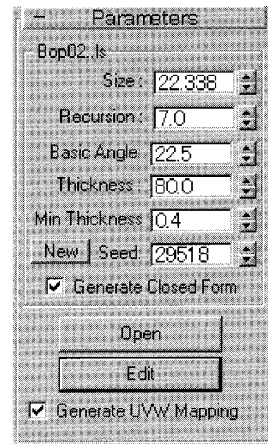 - Parameters
Bop02.ls
Size: 22.338
Recursion: 7.0
Basic Angle: 22.5
Thickness: 80.0
Min Thickness 0.4
New Seed: 29518
Generate Closed Form
Open
Edit
Generate UVW Mapping